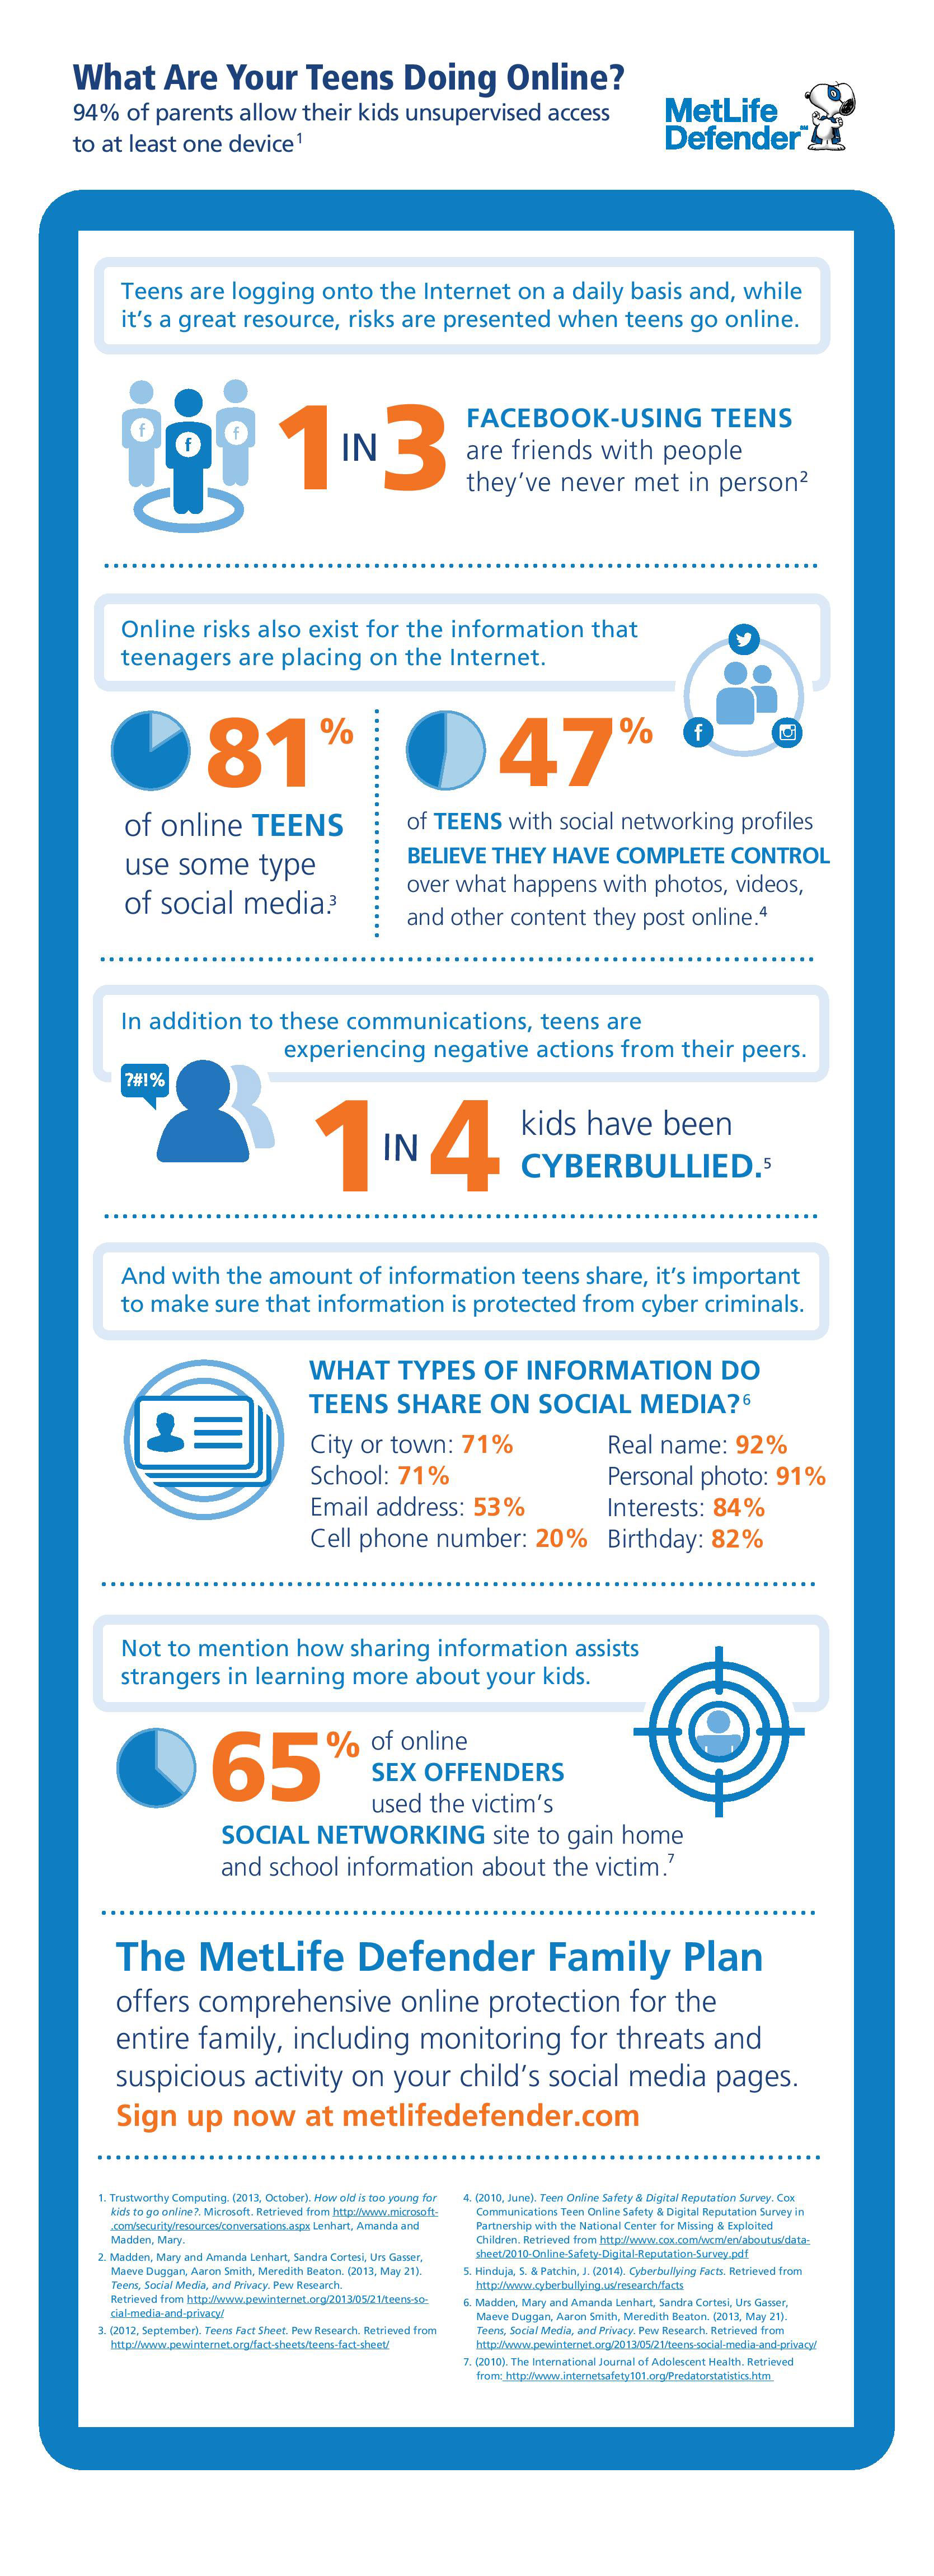 What Are Your Teens Doing Online?
94% of parents allow their kids unsupervised access
to at least one device1
MetLife
Defender℠
Teens are logging onto the Internet on a daily basis and, while
it's a great resource, risks are presented when teens go online.
f f f
1 IN 3
FACEBOOK-USING TEENS
are friends with people
they've never met in person2
Online risks also exist for the information that
teenagers are placing on the Internet.
f
81%
of online TEENS
use some type
of social media.3
47%
of TEENS with social networking profiles
BELIEVE THEY HAVE COMPLETE CONTROL
over what happens with photos, videos,
and other content they post online.4
In addition to these communications, teens are
experiencing negative actions from their peers.
?#!%
1 IN 4
kids have been
CYBERBULLIED.5
And with the amount of information teens share, it's important
to make sure that information is protected from cyber criminals.
WHAT TYPES OF INFORMATION DO
TEENS SHARE ON SOCIAL MEDIA?6
City or town: 71%
School: 71%
Email address: 53%
Cell phone number: 20%
Real name: 92%
Personal photo: 91%
Interests: 84%
Birthday: 82%
Not to mention how sharing information assists
strangers in learning more about your kids.
65% of online
SEX OFFENDERS
used the victim's
SOCIAL NETWORKING site to gain home
and school information about the victim.7
The MetLife Defender Family Plan
offers comprehensive online protection for the
entire family, including monitoring for threats and
suspicious activity on your child's social media pages.
Sign up now at metlifedefender.com
1. Trustworthy Computing. (2013, October). How old is too young for
kids to go online?. Microsoft. Retrieved from http://www.microsoft-
.com/security/resources/conversations.aspx Lenhart, Amanda and
Madden, Mary.
2. Madden, Mary and Amanda Lenhart, Sandra Cortesi, Urs Gasser,
Maeve Duggan, Aaron Smith, Meredith Beaton. (2013, May 21).
Teens, Social Media, and Privacy. Pew Research.
Retrieved from http://www.pewinternet.org/2013/05/21/teens-so-
cial-media-and-privacy/
3. (2012, September). Teens Fact Sheet. Pew Research. Retrieved from
http://www.pewinternet.org/fact-sheets/teens-fact-sheet/
4. (2010, June). Teen Online Safety & Digital Reputation Survey. Cox
Communications Teen Online Safety & Digital Reputation Survey in
Partnership with the National Center for Missing & Exploited
Children. Retrieved from http://www.cox.com/wcm/en/aboutus/data-
sheet/2010-Online-Safety-Digital-Reputation-Survey.pdf
5. Hinduja, S. & Patchin, J. (2014). Cyberbullying Facts. Retrieved from
http://www.cyberbullying.us/research/facts
6. Madden, Mary and Amanda Lenhart, Sandra Cortesi, Urs Gasser,
Maeve Duggan, Aaron Smith, Meredith Beaton. (2013, May 21).
Teens, Social Media, and Privacy. Pew Research. Retrieved from
http://www.pewinternet.org/2013/05/21/teens-social-media-and-privacy/
7. (2010). The International Journal of Adolescent Health. Retrieved
from: http://www.internetsafety101.org/Predatorstatistics.htm